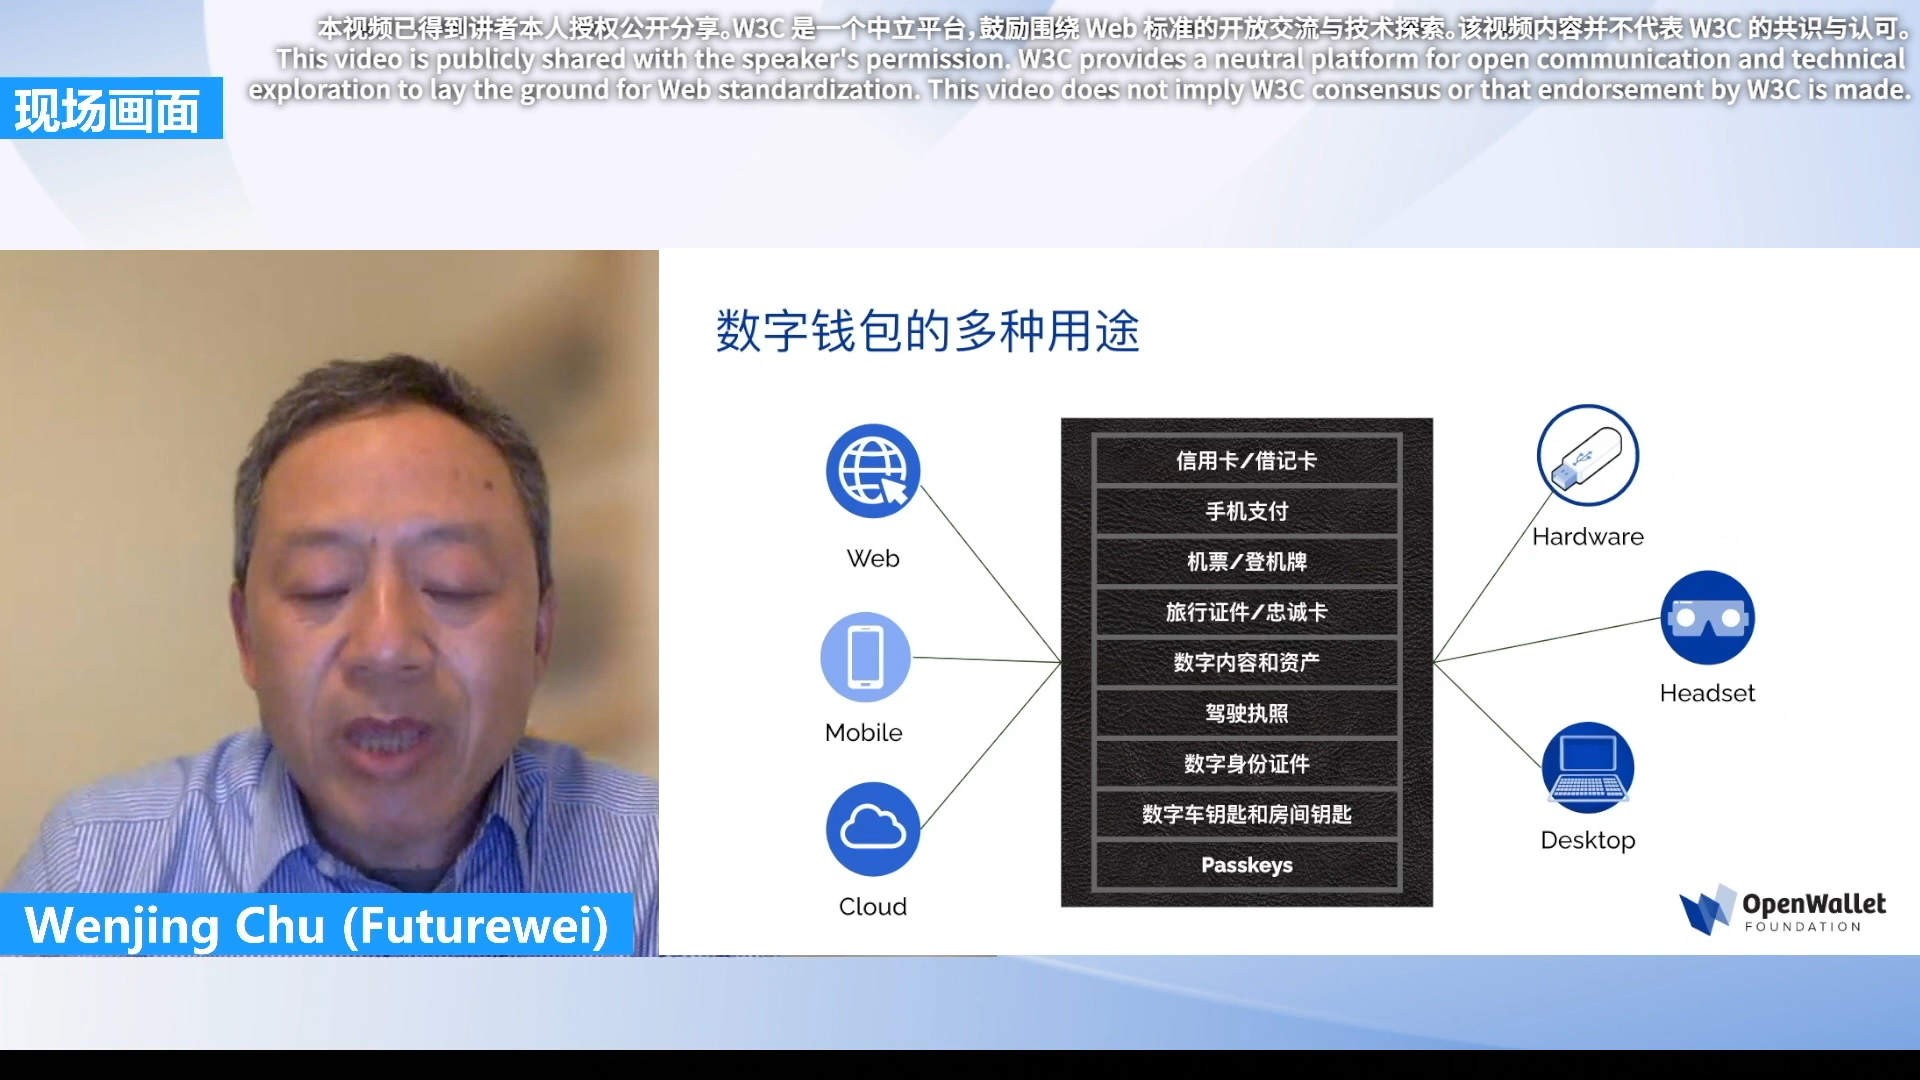 本视频已得到讲者本人授权公开分享。W3C 是一个中立平台，鼓励围绕 Web 标准的开放交流与技术探索。该视频内容并不代表 W3C 的共识与认可。
This video is publicly shared with the speaker's permission. W3C provides a neutral platform for open communication and technical
exploration to lay the ground for Web standardization. This video does not imply W3C consensus or that endorsement by W3C is made.
现场画面
数字钱包的多种用途
Web
Mobile
Cloud
信用卡/借记卡
手机支付
机票/登机牌
旅行证件/忠诚卡
数字内容和资产
驾驶执照
数字身份证件
数字车钥匙和房间钥匙
Passkeys
Hardware
Headset
Desktop
OpenWallet
FOUNDATION
Wenjing Chu (Futurewei)